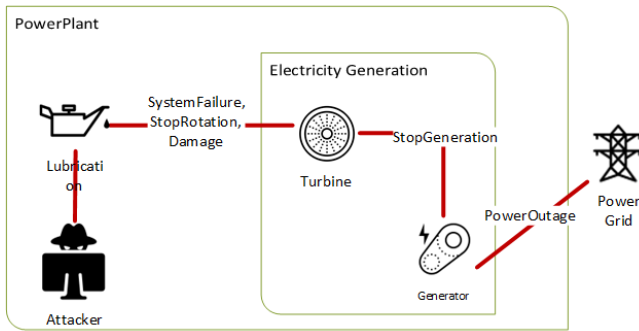 PowerPlant
Electricity Generation
SystemFailure,
StopRotation,
Damage
StopGeneration
Lubricati
on
Turbine
PowerOutage
Power
Grid
Generator
Attacker